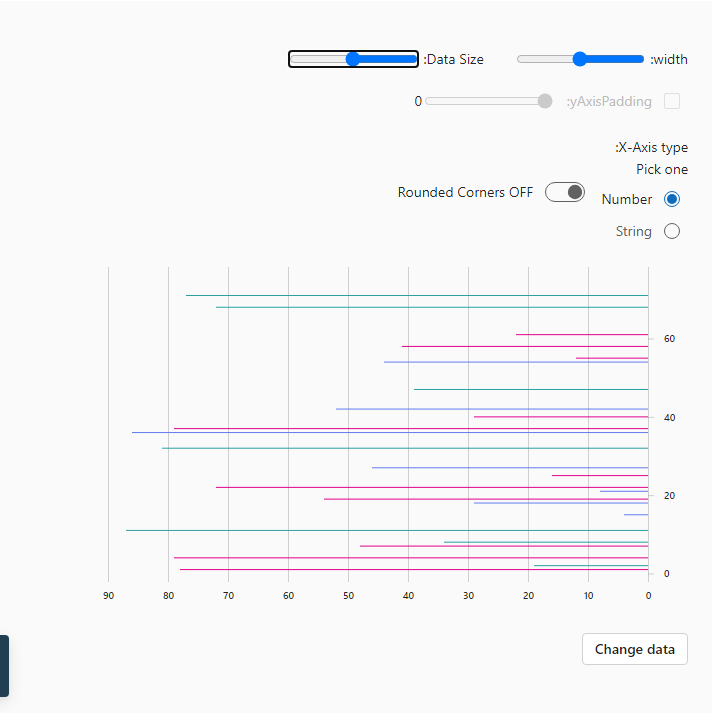 :width
:Data Size
:yAxisPadding
0
:X-Axis type
Pick one
Number
Rounded Corners OFF
String
60
40
20
0
90 80 70 60 50 40 30 20 10 0
Change data